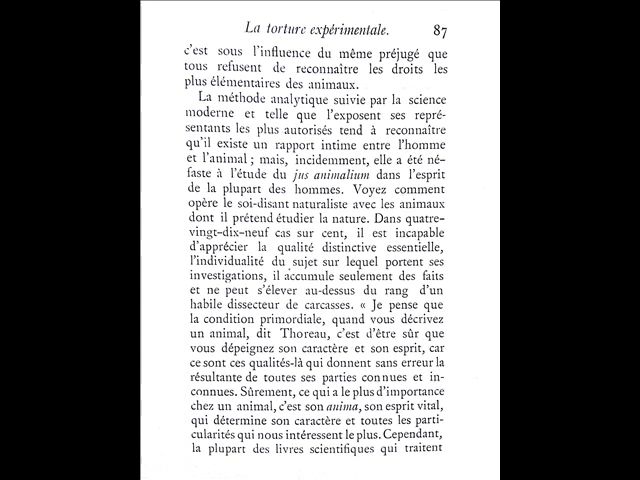 La torture expérimentale. 87
c'est sous l'influence du même préjugé que
tous refusent de reconnaître les droits les
plus élémentaires des animaux.
La méthode analytique suivie par la science
moderne et telle que l'exposent ses repré-
sentants les plus autorisés tend à reconnaître
qu'il existe un rapport intime entre l'homme
et l'animal ; mais, incidemment, elle a été né-
faste à l'étude du jus animalium dans l'esprit
de la plupart des hommes. Voyez comment
opère le soi-disant naturaliste avec les animaux
dont il prétend étudier la nature. Dans quatre-
vingt-dix-neuf cas sur cent, il est incapable
d'apprécier la qualité distinctive essentielle,
l'individualité du sujet sur lequel portent ses
investigations, il accumule seulement des faits
et ne peut s'élever au-dessus du rang d'un
habile dissecteur de carcasses. « Je pense que
la condition primordiale, quand vous décrivez
un animal, dit Thoreau, c'est d'être sûr que
vous dépeignez son caractère et son esprit, car
ce sont ces qualités-là qui donnent sans erreur la
résultante de toutes ses parties connues et in-
connues. Sûrement, ce qui a le plus d'importance
chez un animal, c'est son anima, son esprit vital,
qui détermine son caractère et toutes les parti-
cularités qui nous intéressent le plus. Cependant,
la plupart des livres scientifiques qui traitent